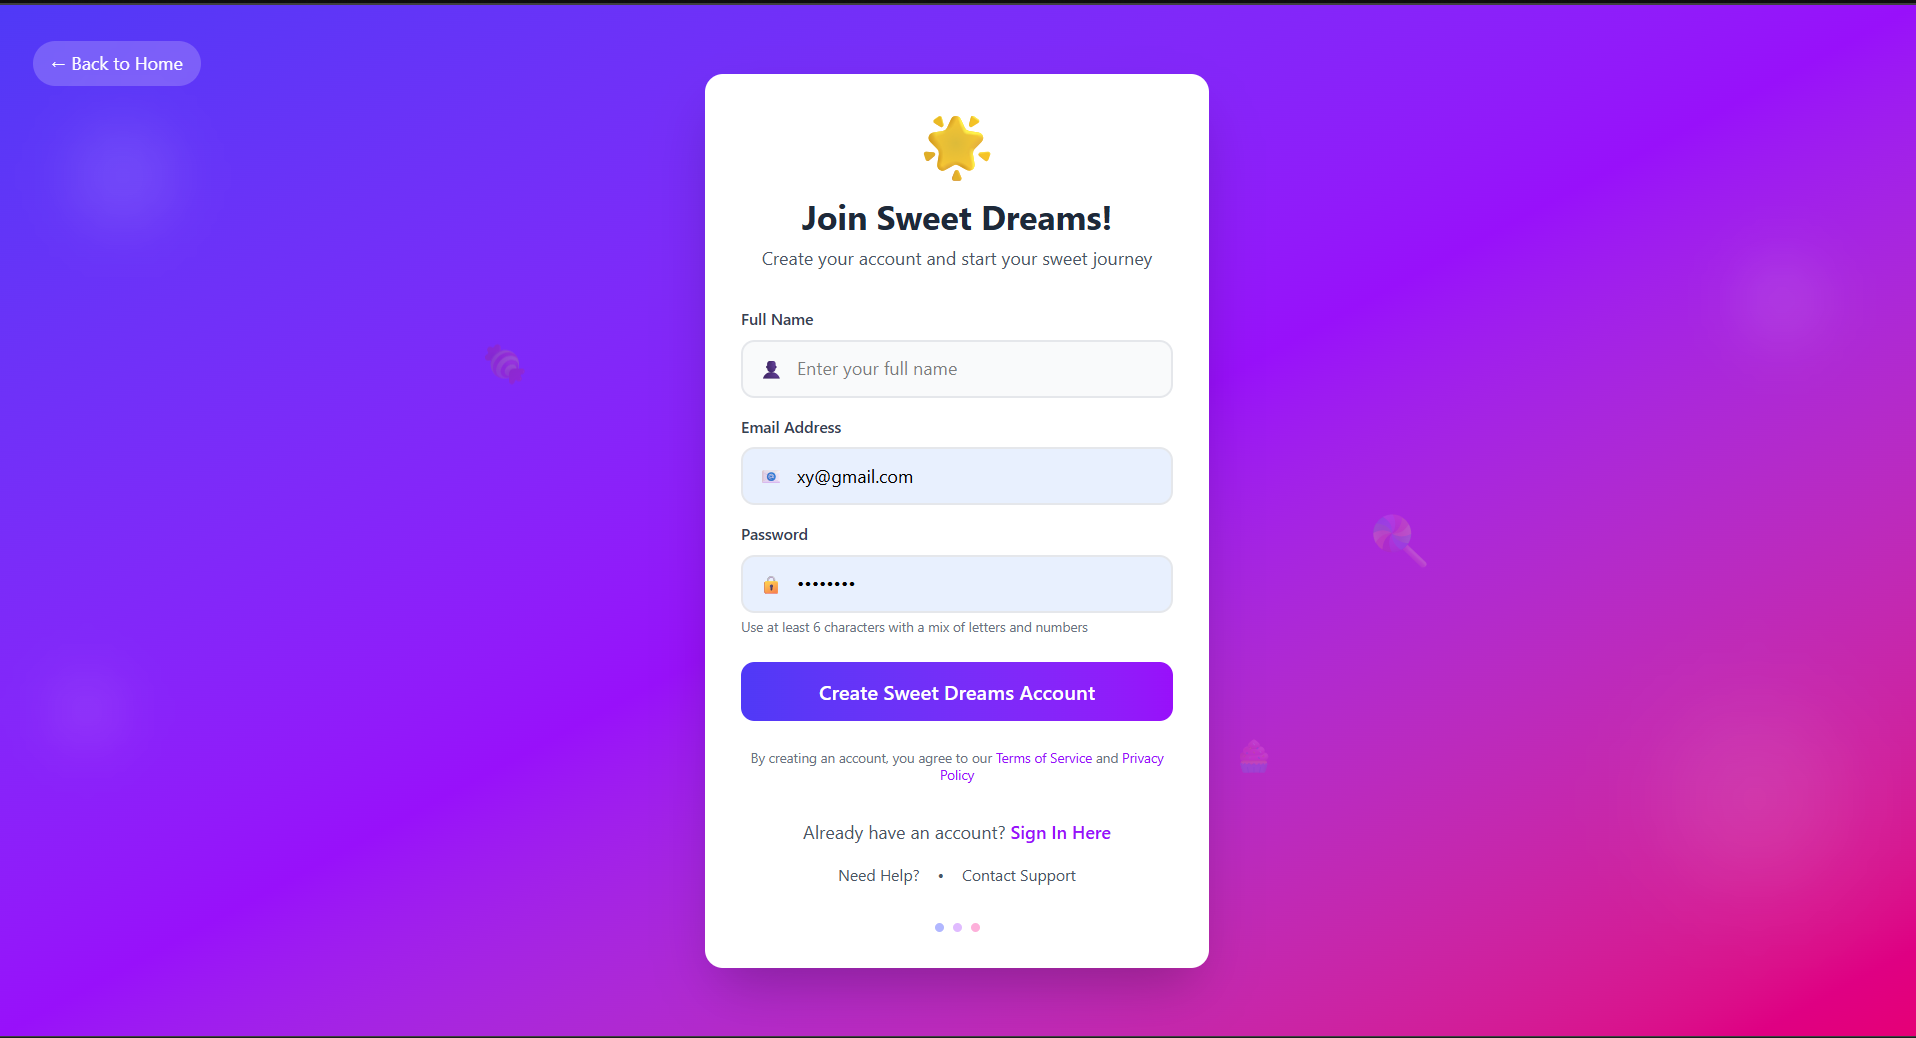 ← Back to Home
Join Sweet Dreams!
Create your account and start your sweet journey
Full Name
Enter your full name
Email Address
xy@gmail.com
Password
••••••••
Use at least 6 characters with a mix of letters and numbers
Create Sweet Dreams Account
By creating an account, you agree to our Terms of Service and Privacy
Policy
Already have an account? Sign In Here
Need Help? • Contact Support